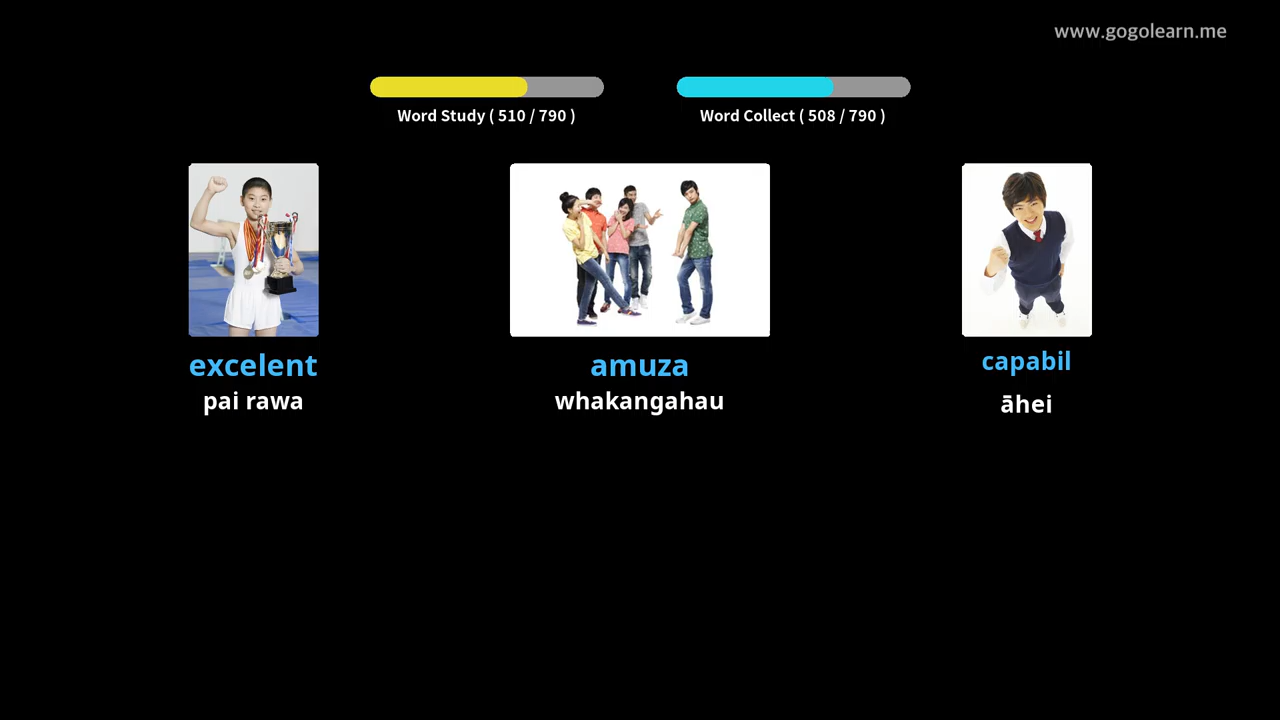 www.gogolearn.me
Word Study ( 510 / 790 )
Word Collect ( 508 / 790 )
excelent
pai rawa
amuza
whakangahau
capabil
āhei